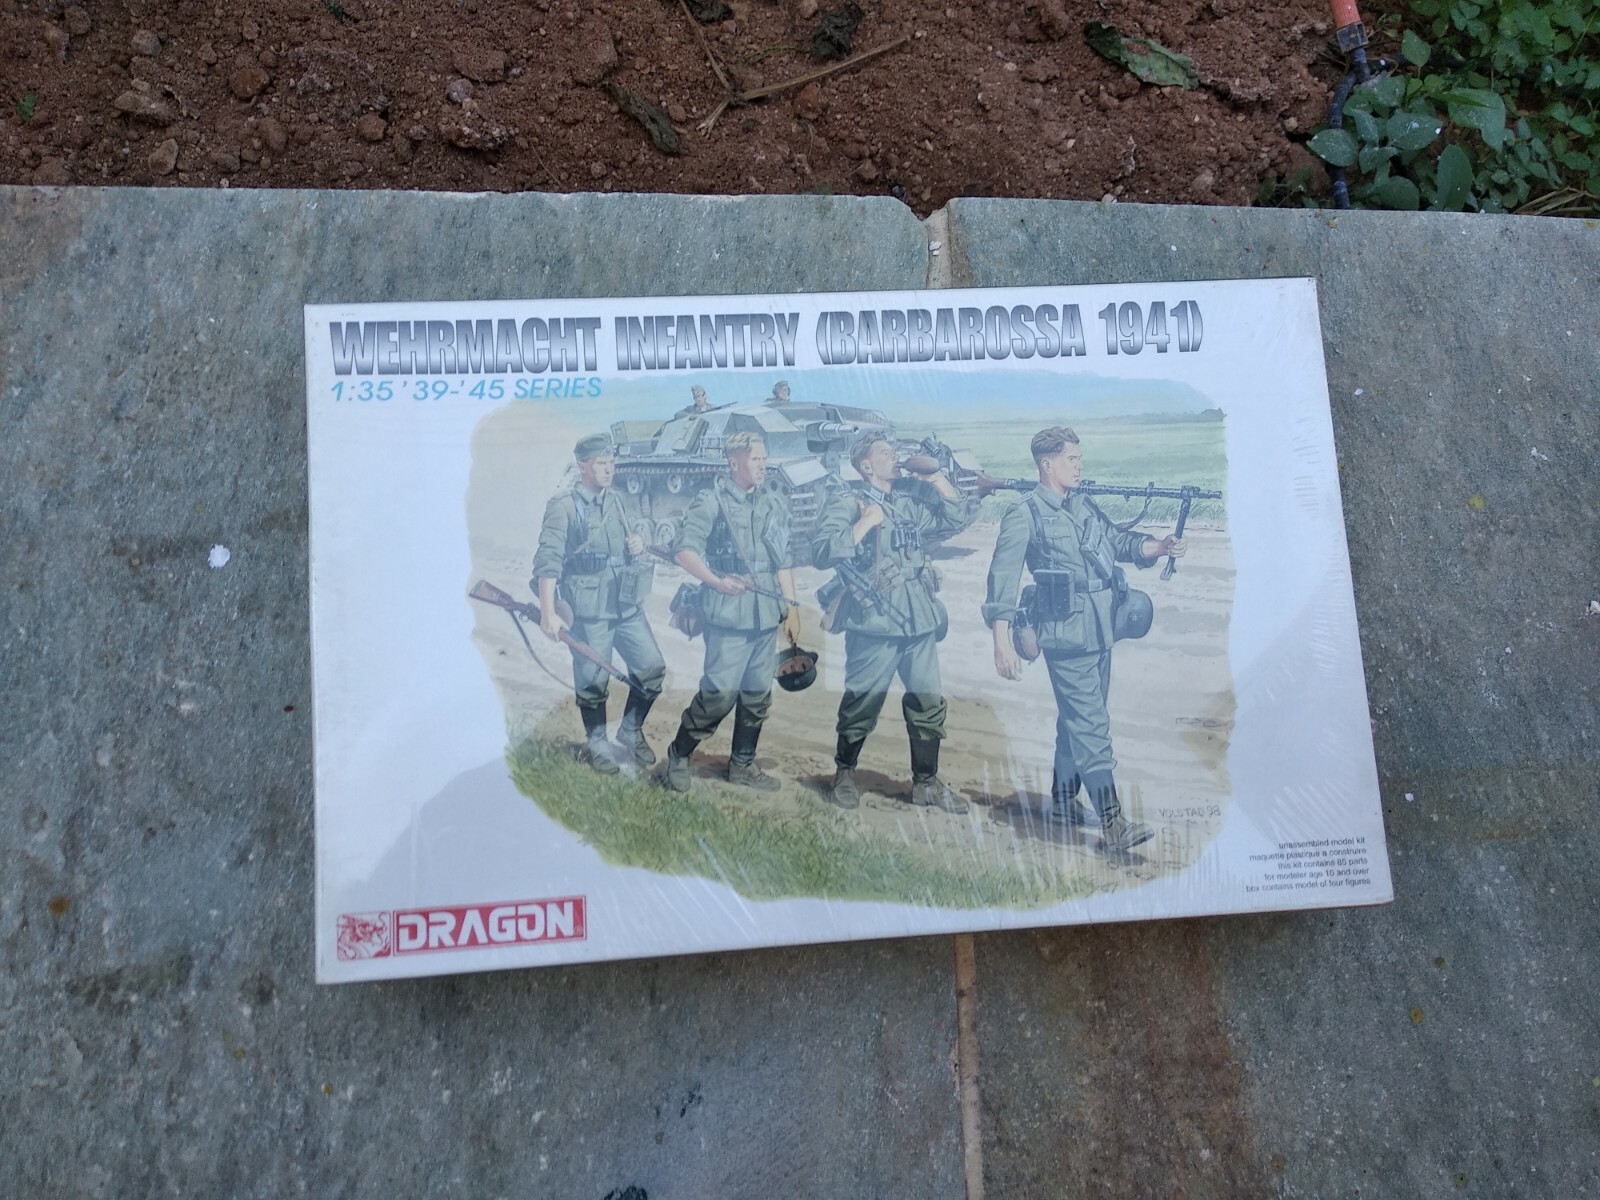 WEHRMACHT INFANTRY (BARBAROSSA 1941)
1:35 '39-'45 SERIES
VOLSTAD 98
unassembled model kit
maquette plastique a construire
this kit contains 85 parts
for modeler age 10 and over
box contains model of four figures
DRAGON